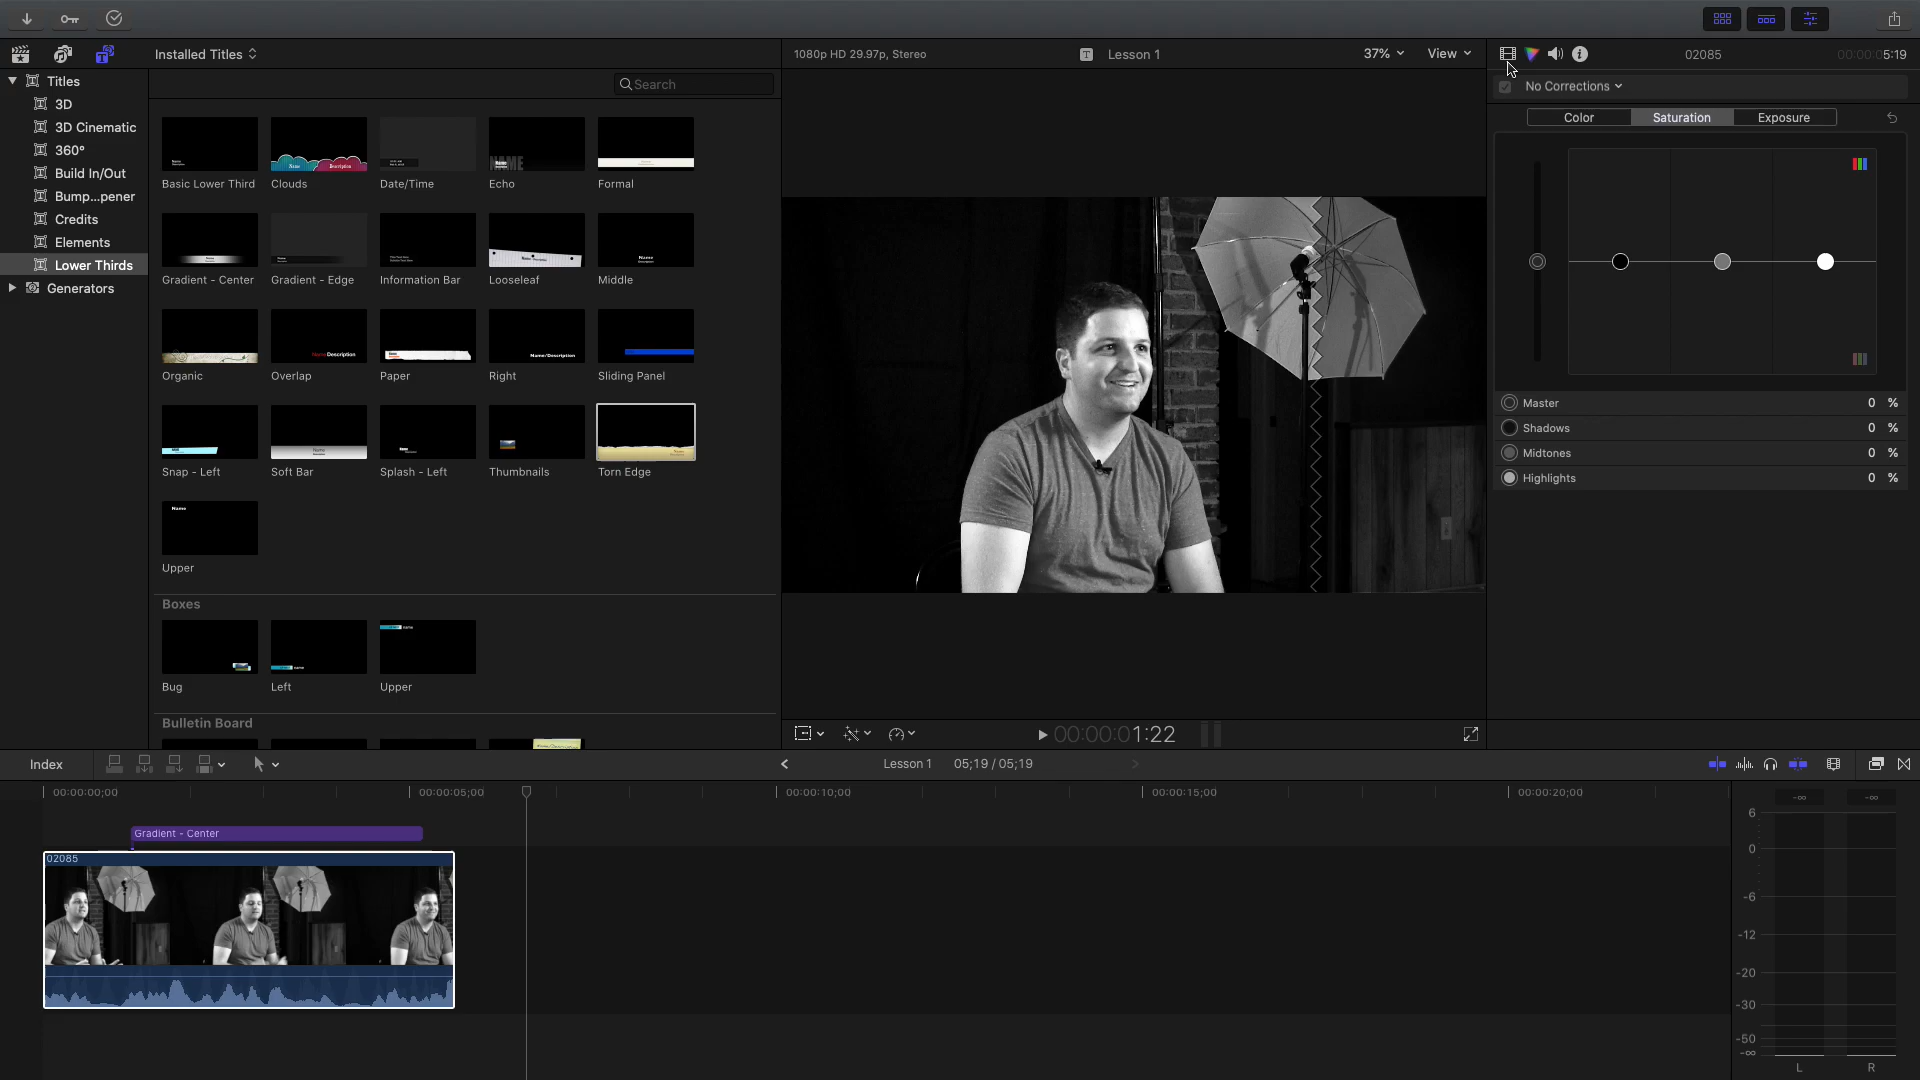 Installed Titles
1080p HD 29.97p, Stereo
Lesson 1
37%
View
02085
00:00:05:19
Titles
3D
3D Cinematic
360°
Build In/Out
Bump...pener
Credits
Elements
Lower Thirds
Generators
Search
Basic Lower Third
Clouds
Date/Time
Echo
Formal
Gradient - Center
Gradient - Edge
Information Bar
Looseleaf
Middle
Organic
Overlap
Paper
Right
Sliding Panel
Snap - Left
Soft Bar
Splash - Left
Thumbnails
Torn Edge
Upper
Boxes
Bug
Left
Upper
Bulletin Board
No Corrections
Color
Saturation
Exposure
Master 0 %
Shadows 0 %
Midtones 0 %
Highlights 0 %
00:00:01:22
Index
Lesson 1
05;19 / 05;19
00:00:00;00
00:00:05;00
00:00:10;00
00:00:15;00
00:00:20;00
Gradient - Center
02085
-∞
-∞
6
0
-6
-12
-20
-30
-50
-∞
L
R